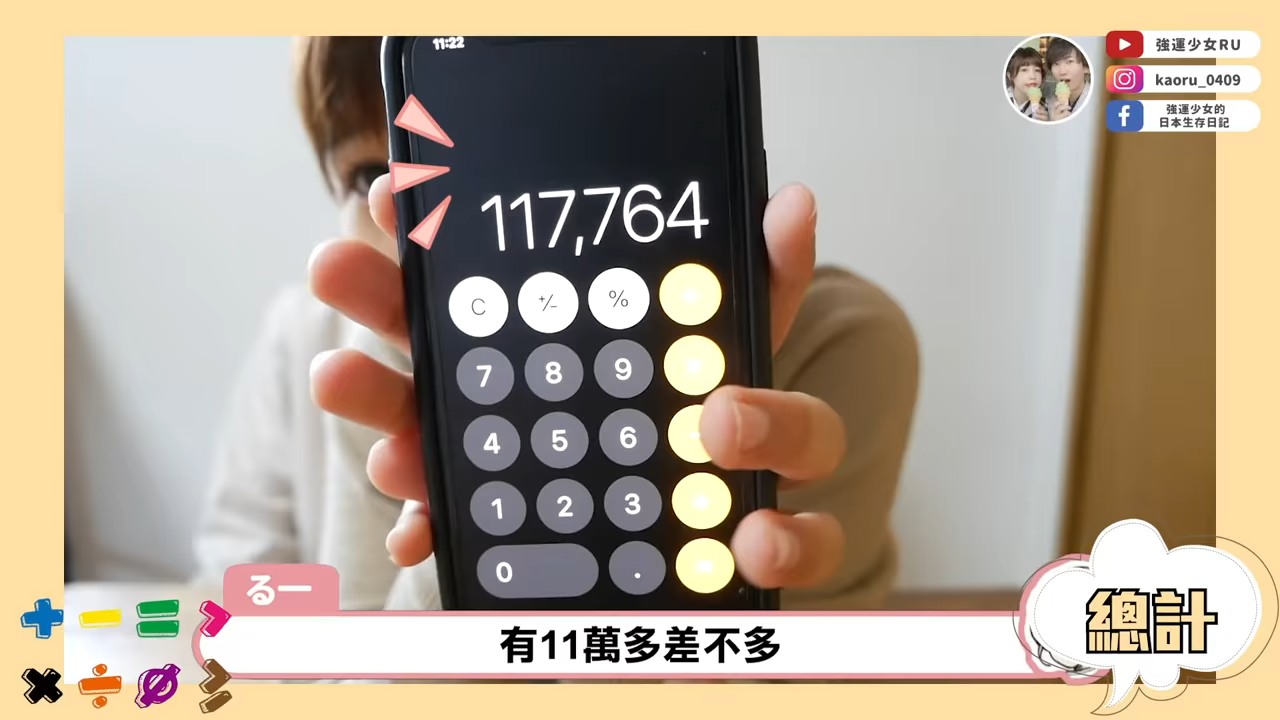 11:22
強運少女RU
kaoru_0409
強運少女的
日本生存日記
117,764
C +/- %
7 8 9
4 5 6
1 2 3
0 .
るー
有11萬多差不多
總計